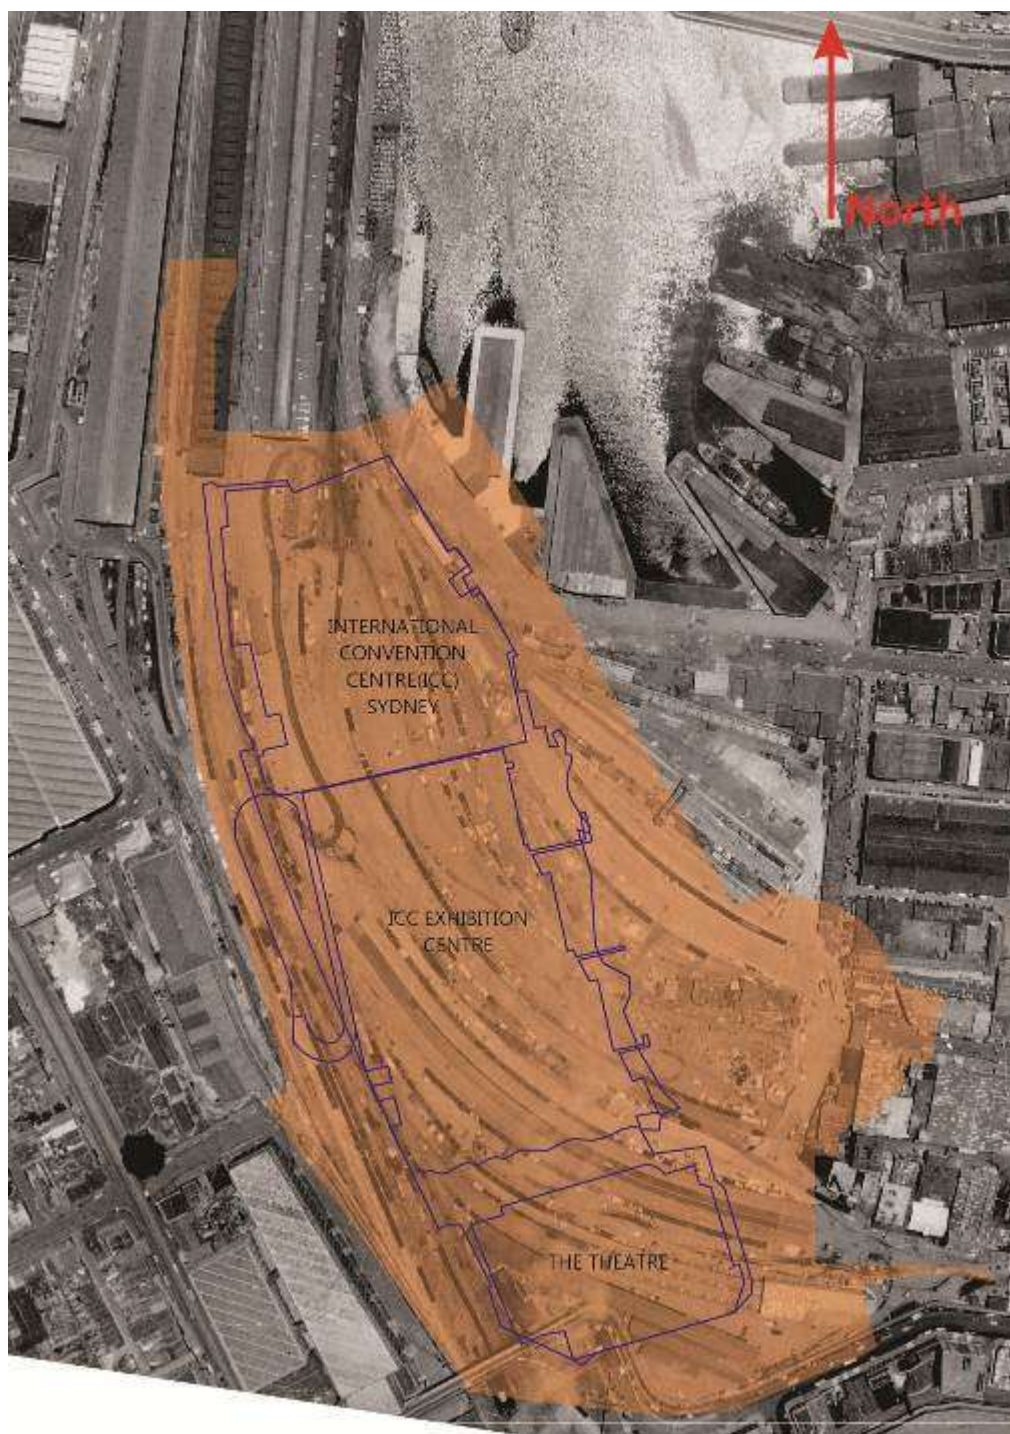 North
INTERNATIONAL
CONVENTION
CENTRE(ICC)
SYDNEY
ICC EXHIBITION
CENTRE
THE THEATRE